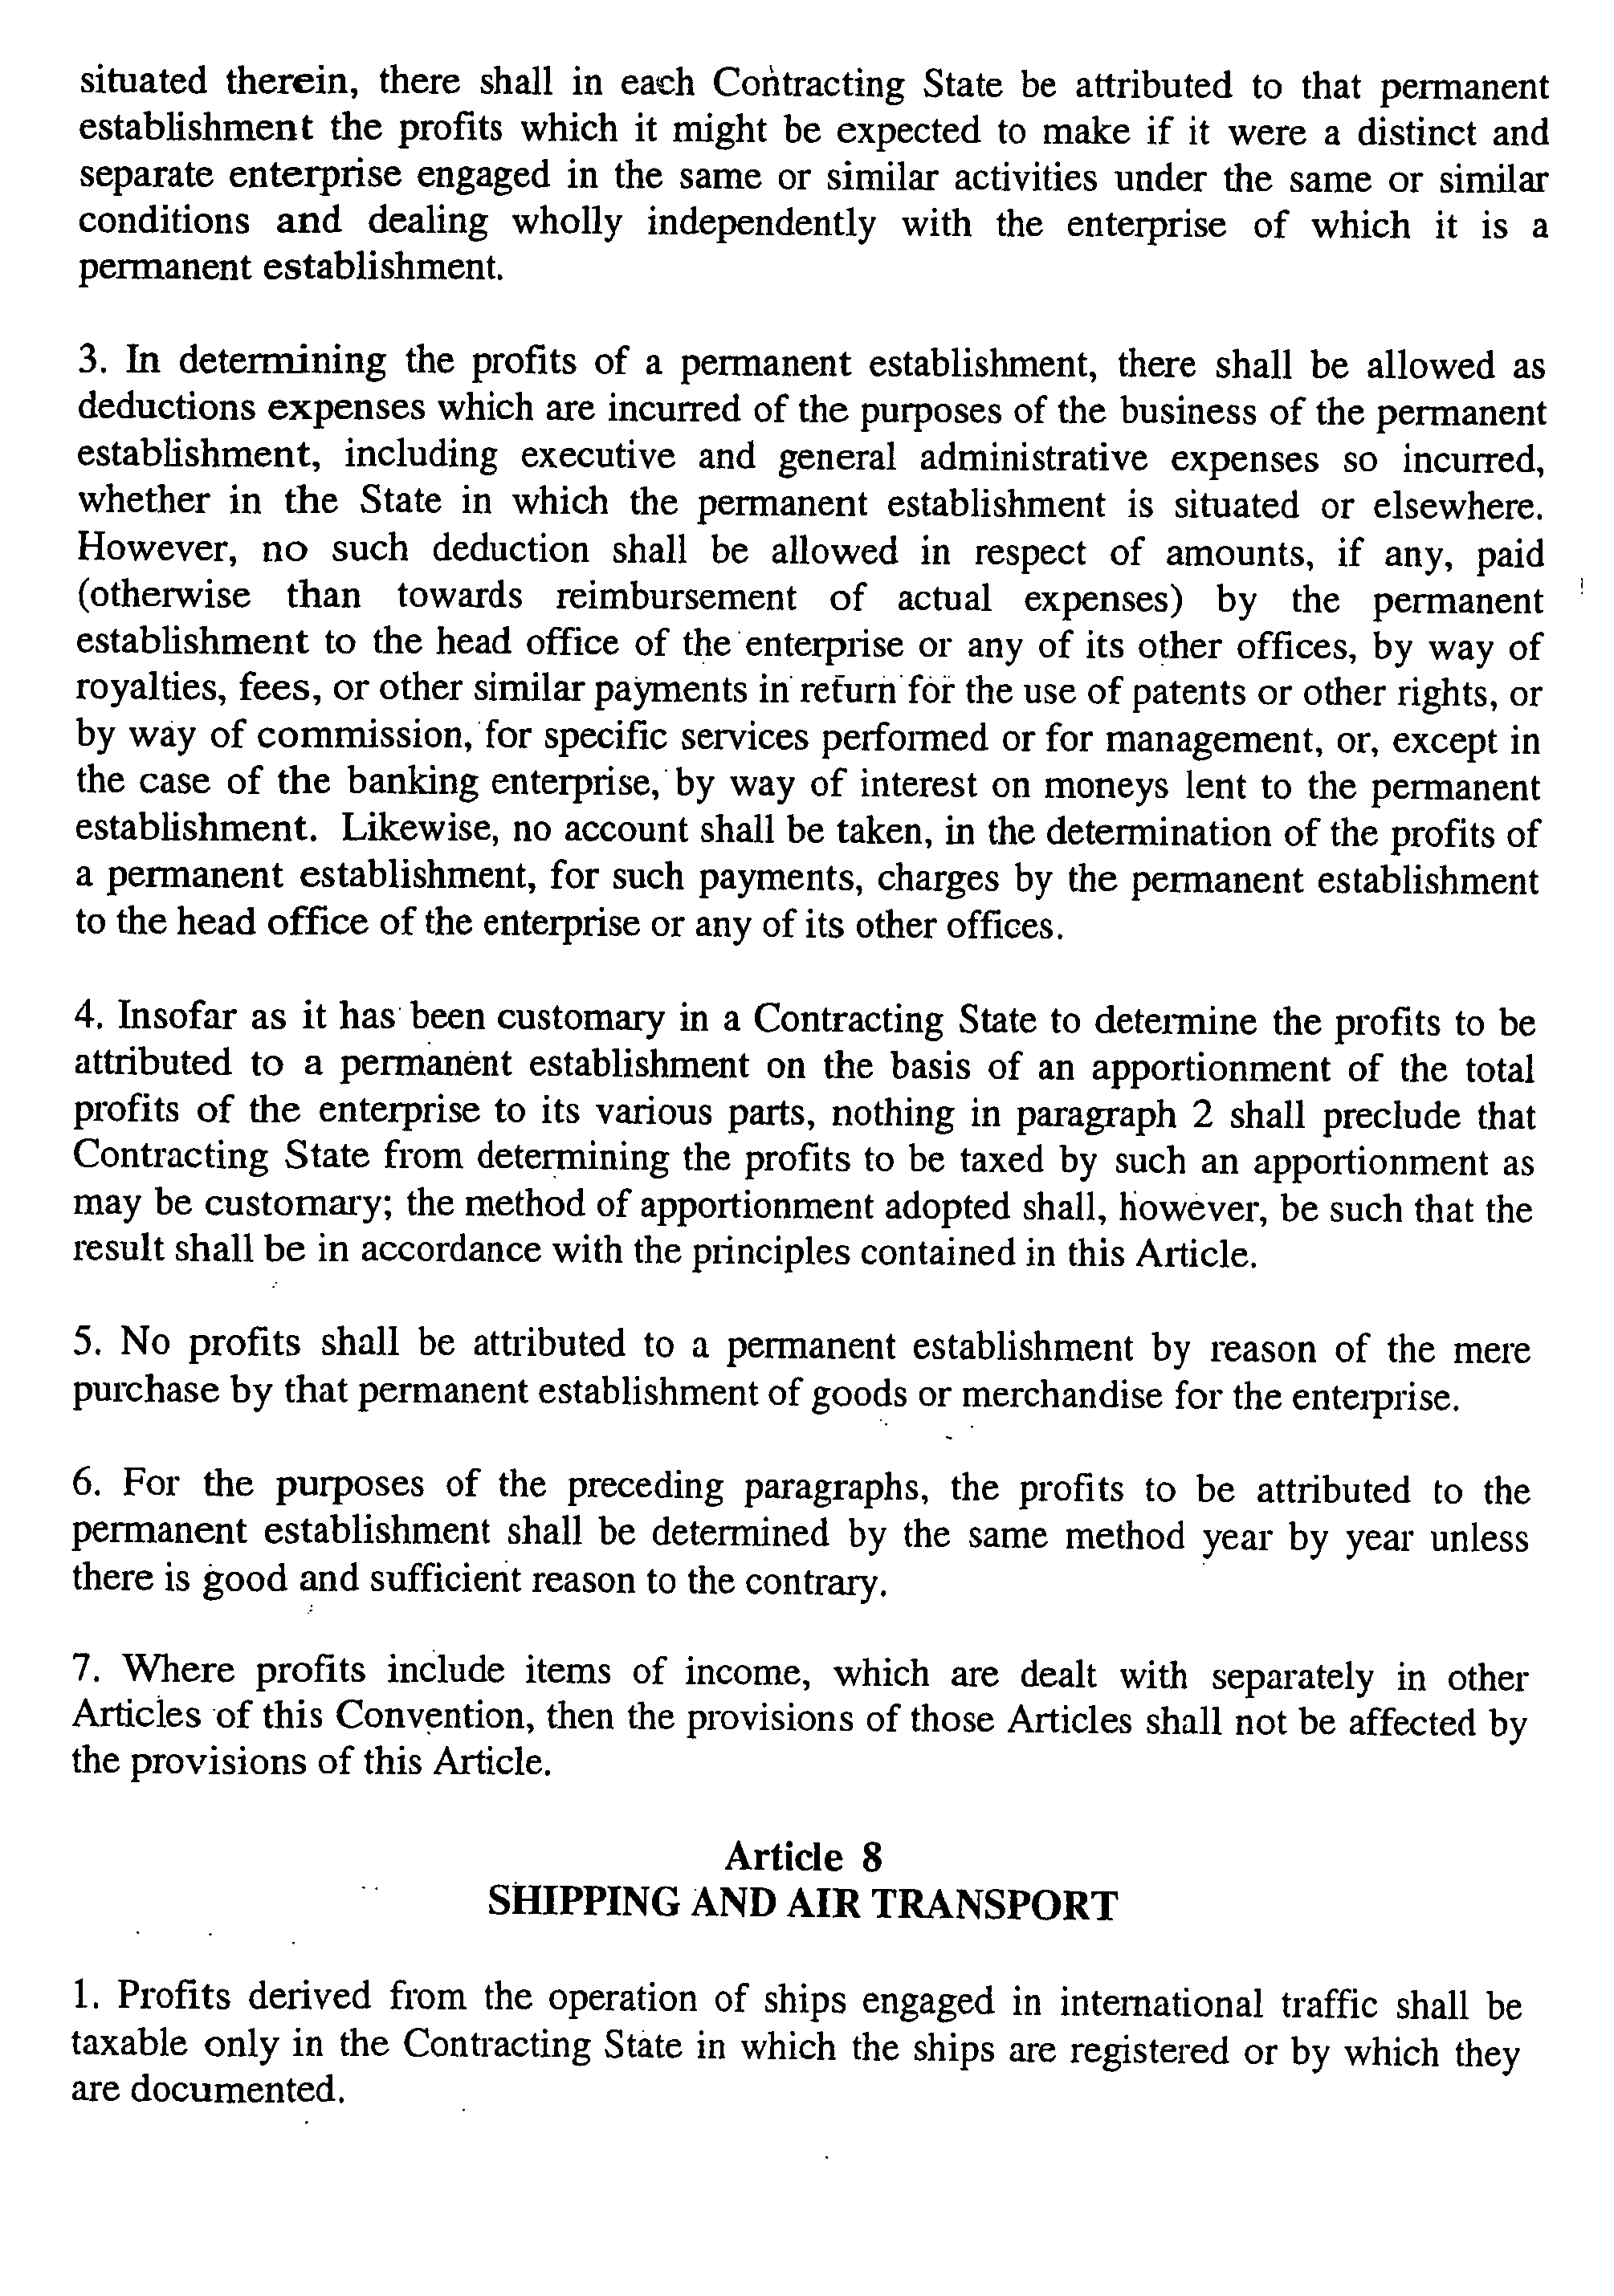 situated therein, there shall in each Contracting State be attributed to that permanent
establishment the profits which it might be expected to make if it were a distinct and
separate enterprise engaged in the same or similar activities under the same or similar
conditions and dealing wholly independently with the enterprise of which it is a
permanent establishment.
3. In determining the profits of a permanent establishment, there shall be allowed as
deductions expenses which are incurred of the purposes of the business of the permanent
establishment, including executive and general administrative expenses so incurred,
whether in the State in which the permanent establishment is situated or elsewhere.
However, no such deduction shall be allowed in respect of amounts, if any, paid
(otherwise than towards reimbursement of actual expenses) by the permanent
establishment to the head office of the enterprise or any of its other offices, by way of
royalties, fees, or other similar payments in return for the use of patents or other rights, or
by way of commission, for specific services performed or for management, or, except in
the case of the banking enterprise, by way of interest on moneys lent to the permanent
establishment. Likewise, no account shall be taken, in the determination of the profits of
a permanent establishment, for such payments, charges by the permanent establishment
to the head office of the enterprise or any of its other offices.
4. Insofar as it has been customary in a Contracting State to determine the profits to be
attributed to a permanent establishment on the basis of an apportionment of the total
profits of the enterprise to its various parts, nothing in paragraph 2 shall preclude that
Contracting State from determining the profits to be taxed by such an apportionment as
may be customary; the method of apportionment adopted shall, however, be such that the
result shall be in accordance with the principles contained in this Article.
5. No profits shall be attributed to a permanent establishment by reason of the mere
purchase by that permanent establishment of goods or merchandise for the enterprise.
6. For the purposes of the preceding paragraphs, the profits to be attributed to the
permanent establishment shall be determined by the same method year by year unless
there is good and sufficient reason to the contrary.
7. Where profits include items of income, which are dealt with separately in other
Articles of this Convention, then the provisions of those Articles shall not be affected by
the provisions of this Article.
Article 8
SHIPPING AND AIR TRANSPORT
1. Profits derived from the operation of ships engaged in international traffic shall be
taxable only in the Contracting State in which the ships are registered or by which they
are documented.